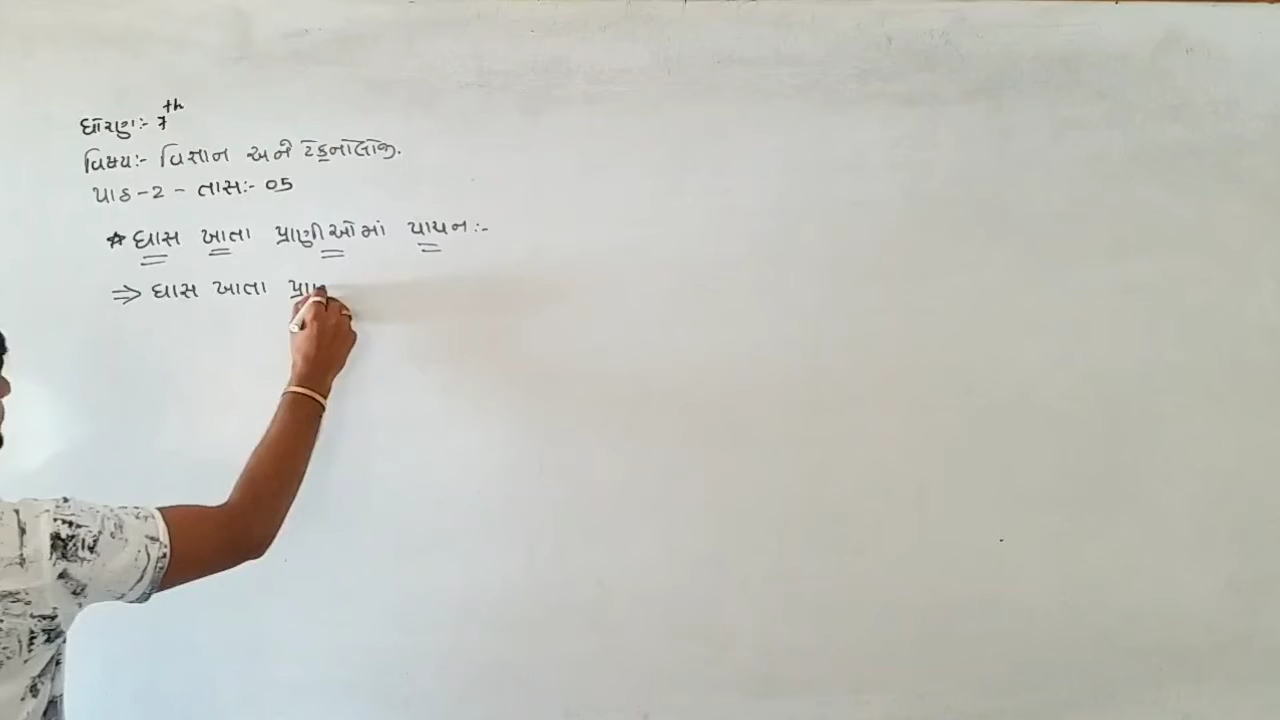 ધોરણ:- 7th
વિષય:- વિજ્ઞાન અને ટેકનોલોજી.
પાઠ-2 - તાસ:- 05
* ઘાસ ખાતા પ્રાણીઓમાં પાચન:-
⇒ ઘાસ ખાતા પ્રા